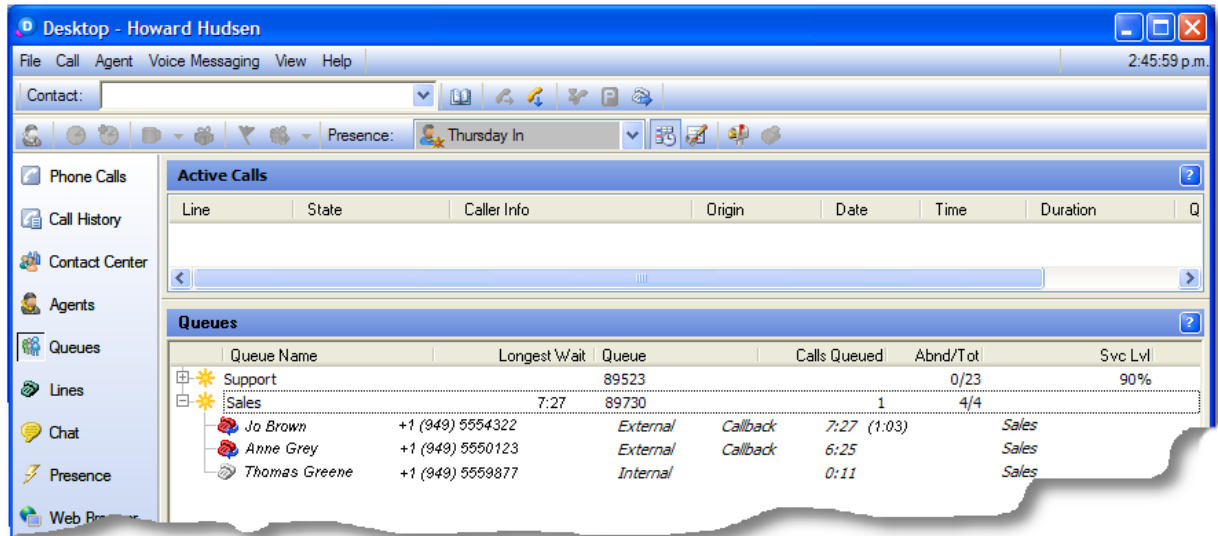 Desktop - Howard Hudsen
File Call Agent Voice Messaging View Help 2:45:59 p.m.
Contact:
Presence: Thursday In
Phone Calls
Call History
Contact Center
Agents
Queues
Lines
Chat
Presence
Active Calls
Line State Caller Info Origin Date Time Duration Q
Queues
Queue Name Longest Wait Queue Calls Queued Abnd/Tot Svc Lvl
Support 89523 0/23 90%
Sales 7:27 89730 1 4/4
Jo Brown +1 (949) 5554322 External Callback 7:27 (1:03) Sales
Anne Grey +1 (949) 5550123 External Callback 6:25 Sales
Thomas Greene +1 (949) 5559877 Internal 0:11 Sales